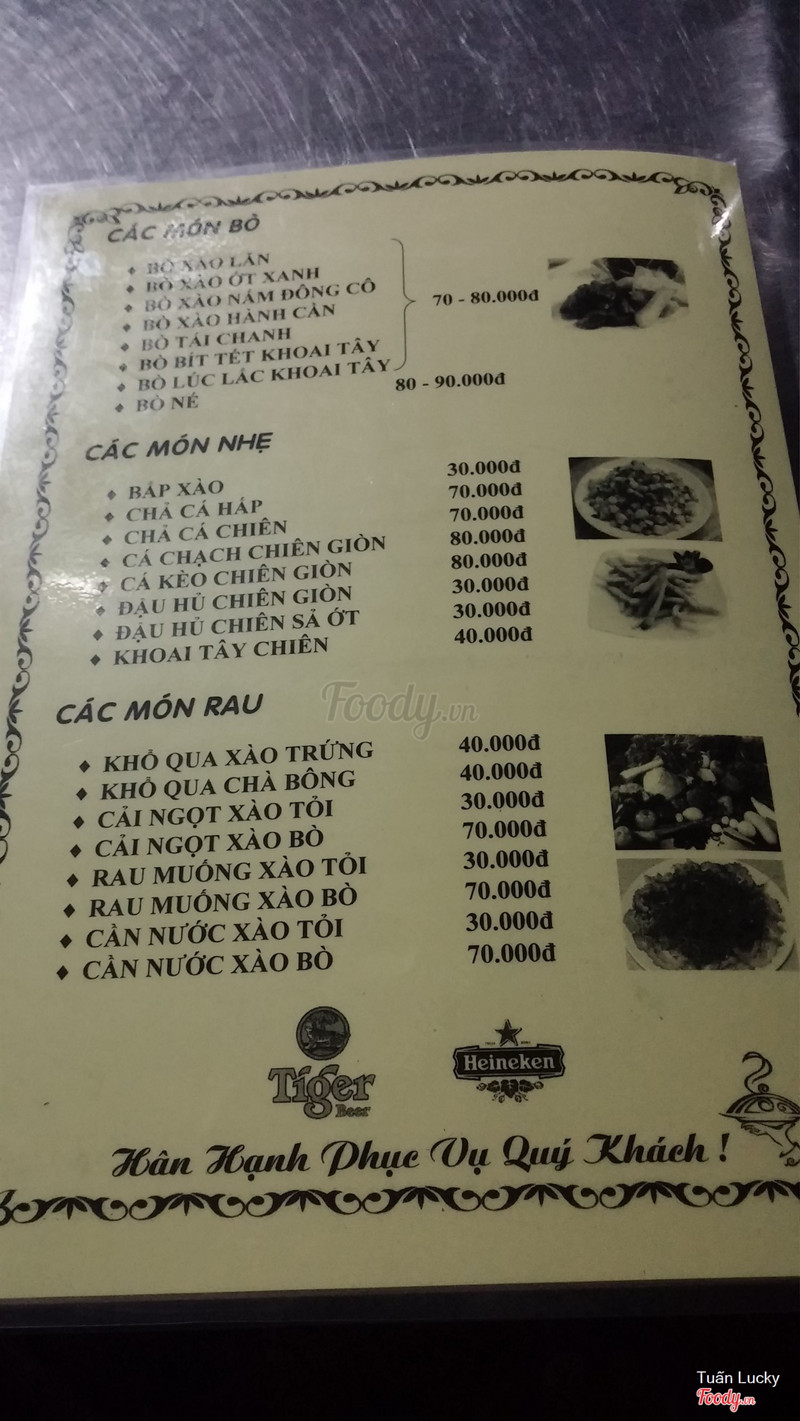 CÁC MÓN BÒ
♦ BÒ XÀO LĂN
♦ BÒ XÀO ỚT XANH
♦ BÒ XÀO NẤM ĐÔNG CÔ
♦ BÒ XÀO HÀNH CẦN
♦ BÒ TÁI CHANH
♦ BÒ BÍT TẾT KHOAI TÂY
♦ BÒ LÚC LẮC KHOAI TÂY
70 - 80.000đ
♦ BÒ NÉ 80 - 90.000đ
CÁC MÓN NHẸ
♦ BẮP XÀO 30.000đ
♦ CHẢ CÁ HẤP 70.000đ
♦ CHẢ CÁ CHIÊN 70.000đ
♦ CÁ CHẠCH CHIÊN GIÒN 80.000đ
♦ CÁ KÈO CHIÊN GIÒN 80.000đ
♦ ĐẬU HỦ CHIÊN GIÒN 30.000đ
♦ ĐẬU HỦ CHIÊN SẢ ỚT 30.000đ
♦ KHOAI TÂY CHIÊN 40.000đ
CÁC MÓN RAU
♦ KHỔ QUA XÀO TRỨNG 40.000đ
♦ KHỔ QUA CHÀ BÔNG 40.000đ
♦ CẢI NGỌT XÀO TỎI 30.000đ
♦ CẢI NGỌT XÀO BÒ 70.000đ
♦ RAU MUỐNG XÀO TỎI 30.000đ
♦ RAU MUỐNG XÀO BÒ 70.000đ
♦ CẦN NƯỚC XÀO TỎI 30.000đ
♦ CẦN NƯỚC XÀO BÒ 70.000đ
Foody.vn
Tiger
Beer
Heineken
Hân Hạnh Phục Vụ Quý Khách !
Tuấn Lucky
Foody.vn